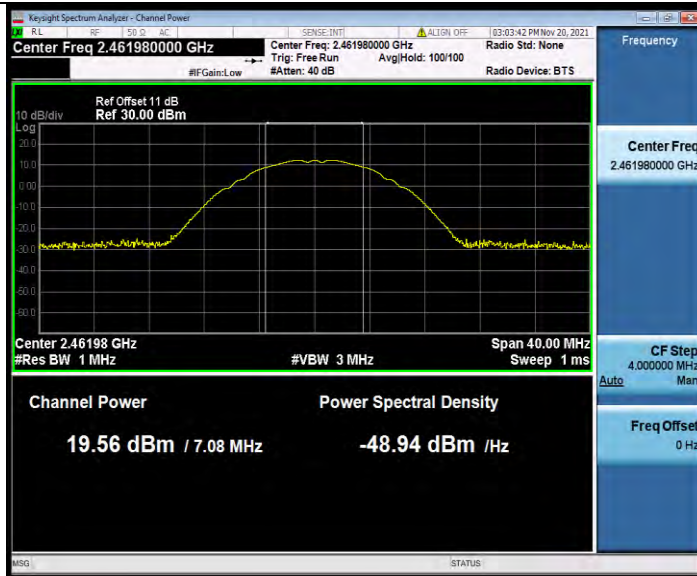 Keysight Spectrum Analyzer - Channel Power
RL RF 50 Ω AC SENSE:INT ALIGN OFF 03:03:42 PM Nov 20, 2021
Center Freq 2.461980000 GHz
Center Freq: 2.461980000 GHz Radio Std: None
Trig: Free Run Avg|Hold: 100/100
#IFGain:Low #Atten: 40 dB Radio Device: BTS
Ref Offset 11 dB
10 dB/div Ref 30.00 dBm
Log
20.0
10.0
0.00
-10.0
-20.0
-30.0
-40.0
-50.0
-60.0
Center 2.46198 GHz Span 40.00 MHz
#Res BW 1 MHz #VBW 3 MHz Sweep 1 ms
Channel Power Power Spectral Density
19.56 dBm / 7.08 MHz -48.94 dBm /Hz
MSG STATUS
Frequency
Center Freq
2.461980000 GHz
CF Step
4.000000 MHz
Auto Man
Freq Offset
0 Hz